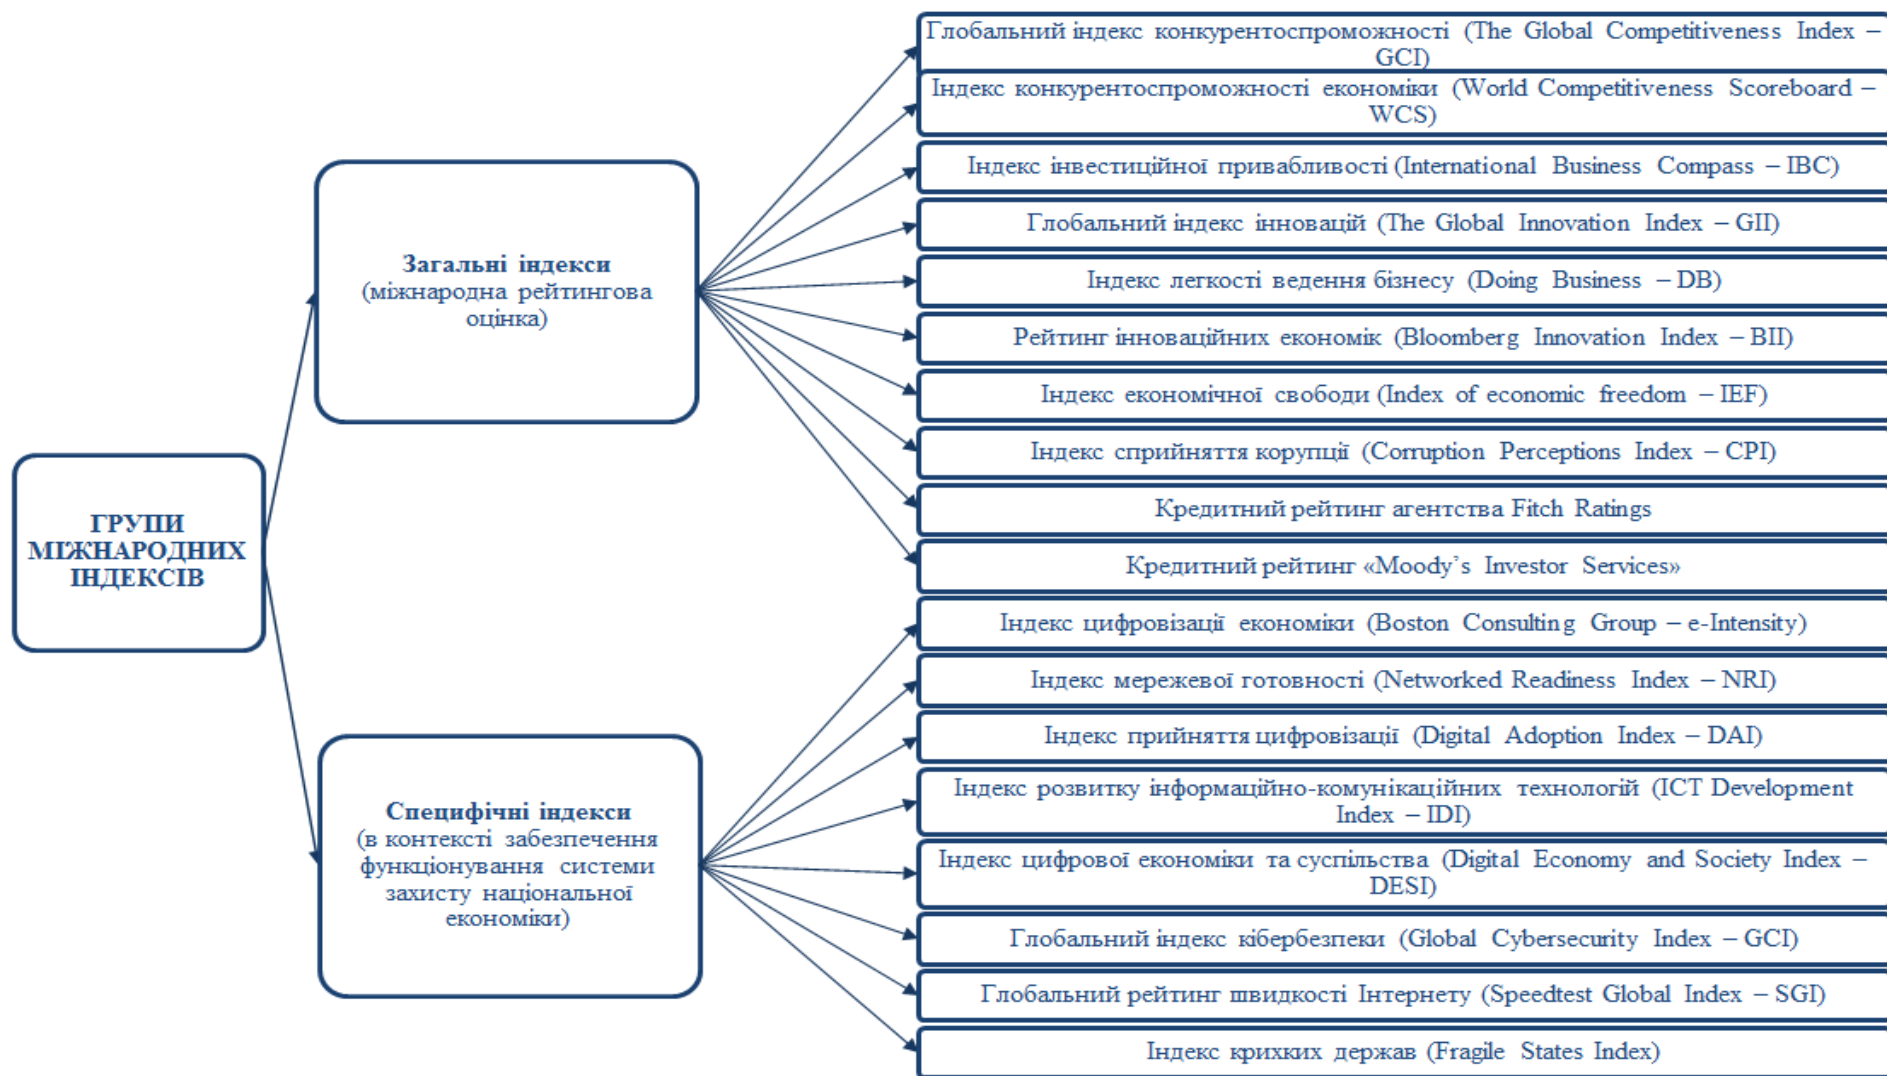 ГРУПИ
МІЖНАРОДНИХ
ІНДЕКСІВ
Загальні індекси
(міжнародна рейтингова
оцінка)
Глобальний індекс конкурентоспроможності (The Global Competitiveness Index –
GCI)
Індекс конкурентоспроможності економіки (World Competitiveness Scoreboard –
WCS)
Індекс інвестиційної привабливості (International Business Compass – IBC)
Глобальний індекс інновацій (The Global Innovation Index – GII)
Індекс легкості ведення бізнесу (Doing Business – DB)
Рейтинг інноваційних економік (Bloomberg Innovation Index – BII)
Індекс економічної свободи (Index of economic freedom – IEF)
Індекс сприйняття корупції (Corruption Perceptions Index – CPI)
Кредитний рейтинг агентства Fitch Ratings
Кредитний рейтинг «Moody’s Investor Services»
Специфічні індекси
(в контексті забезпечення
функціонування системи
захисту національної
економіки)
Індекс цифровізації економіки (Boston Consulting Group – e-Intensity)
Індекс мережевої готовності (Networked Readiness Index – NRI)
Індекс прийняття цифровізації (Digital Adoption Index – DAI)
Індекс розвитку інформаційно-комунікаційних технологій (ICT Development
Index – IDI)
Індекс цифрової економіки та суспільства (Digital Economy and Society Index –
DESI)
Глобальний індекс кібербезпеки (Global Cybersecurity Index – GCI)
Глобальний рейтинг швидкості Інтернету (Speedtest Global Index – SGI)
Індекс крихких держав (Fragile States Index)